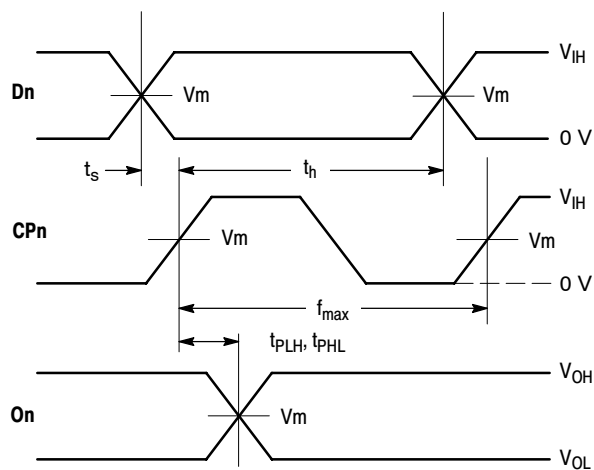 V_IH
Dn
Vm
Vm
0 V
t_s
t_h
V_IH
CPn
Vm
Vm
0 V
f_max
t_PLH, t_PHL
V_OH
On
Vm
V_OL